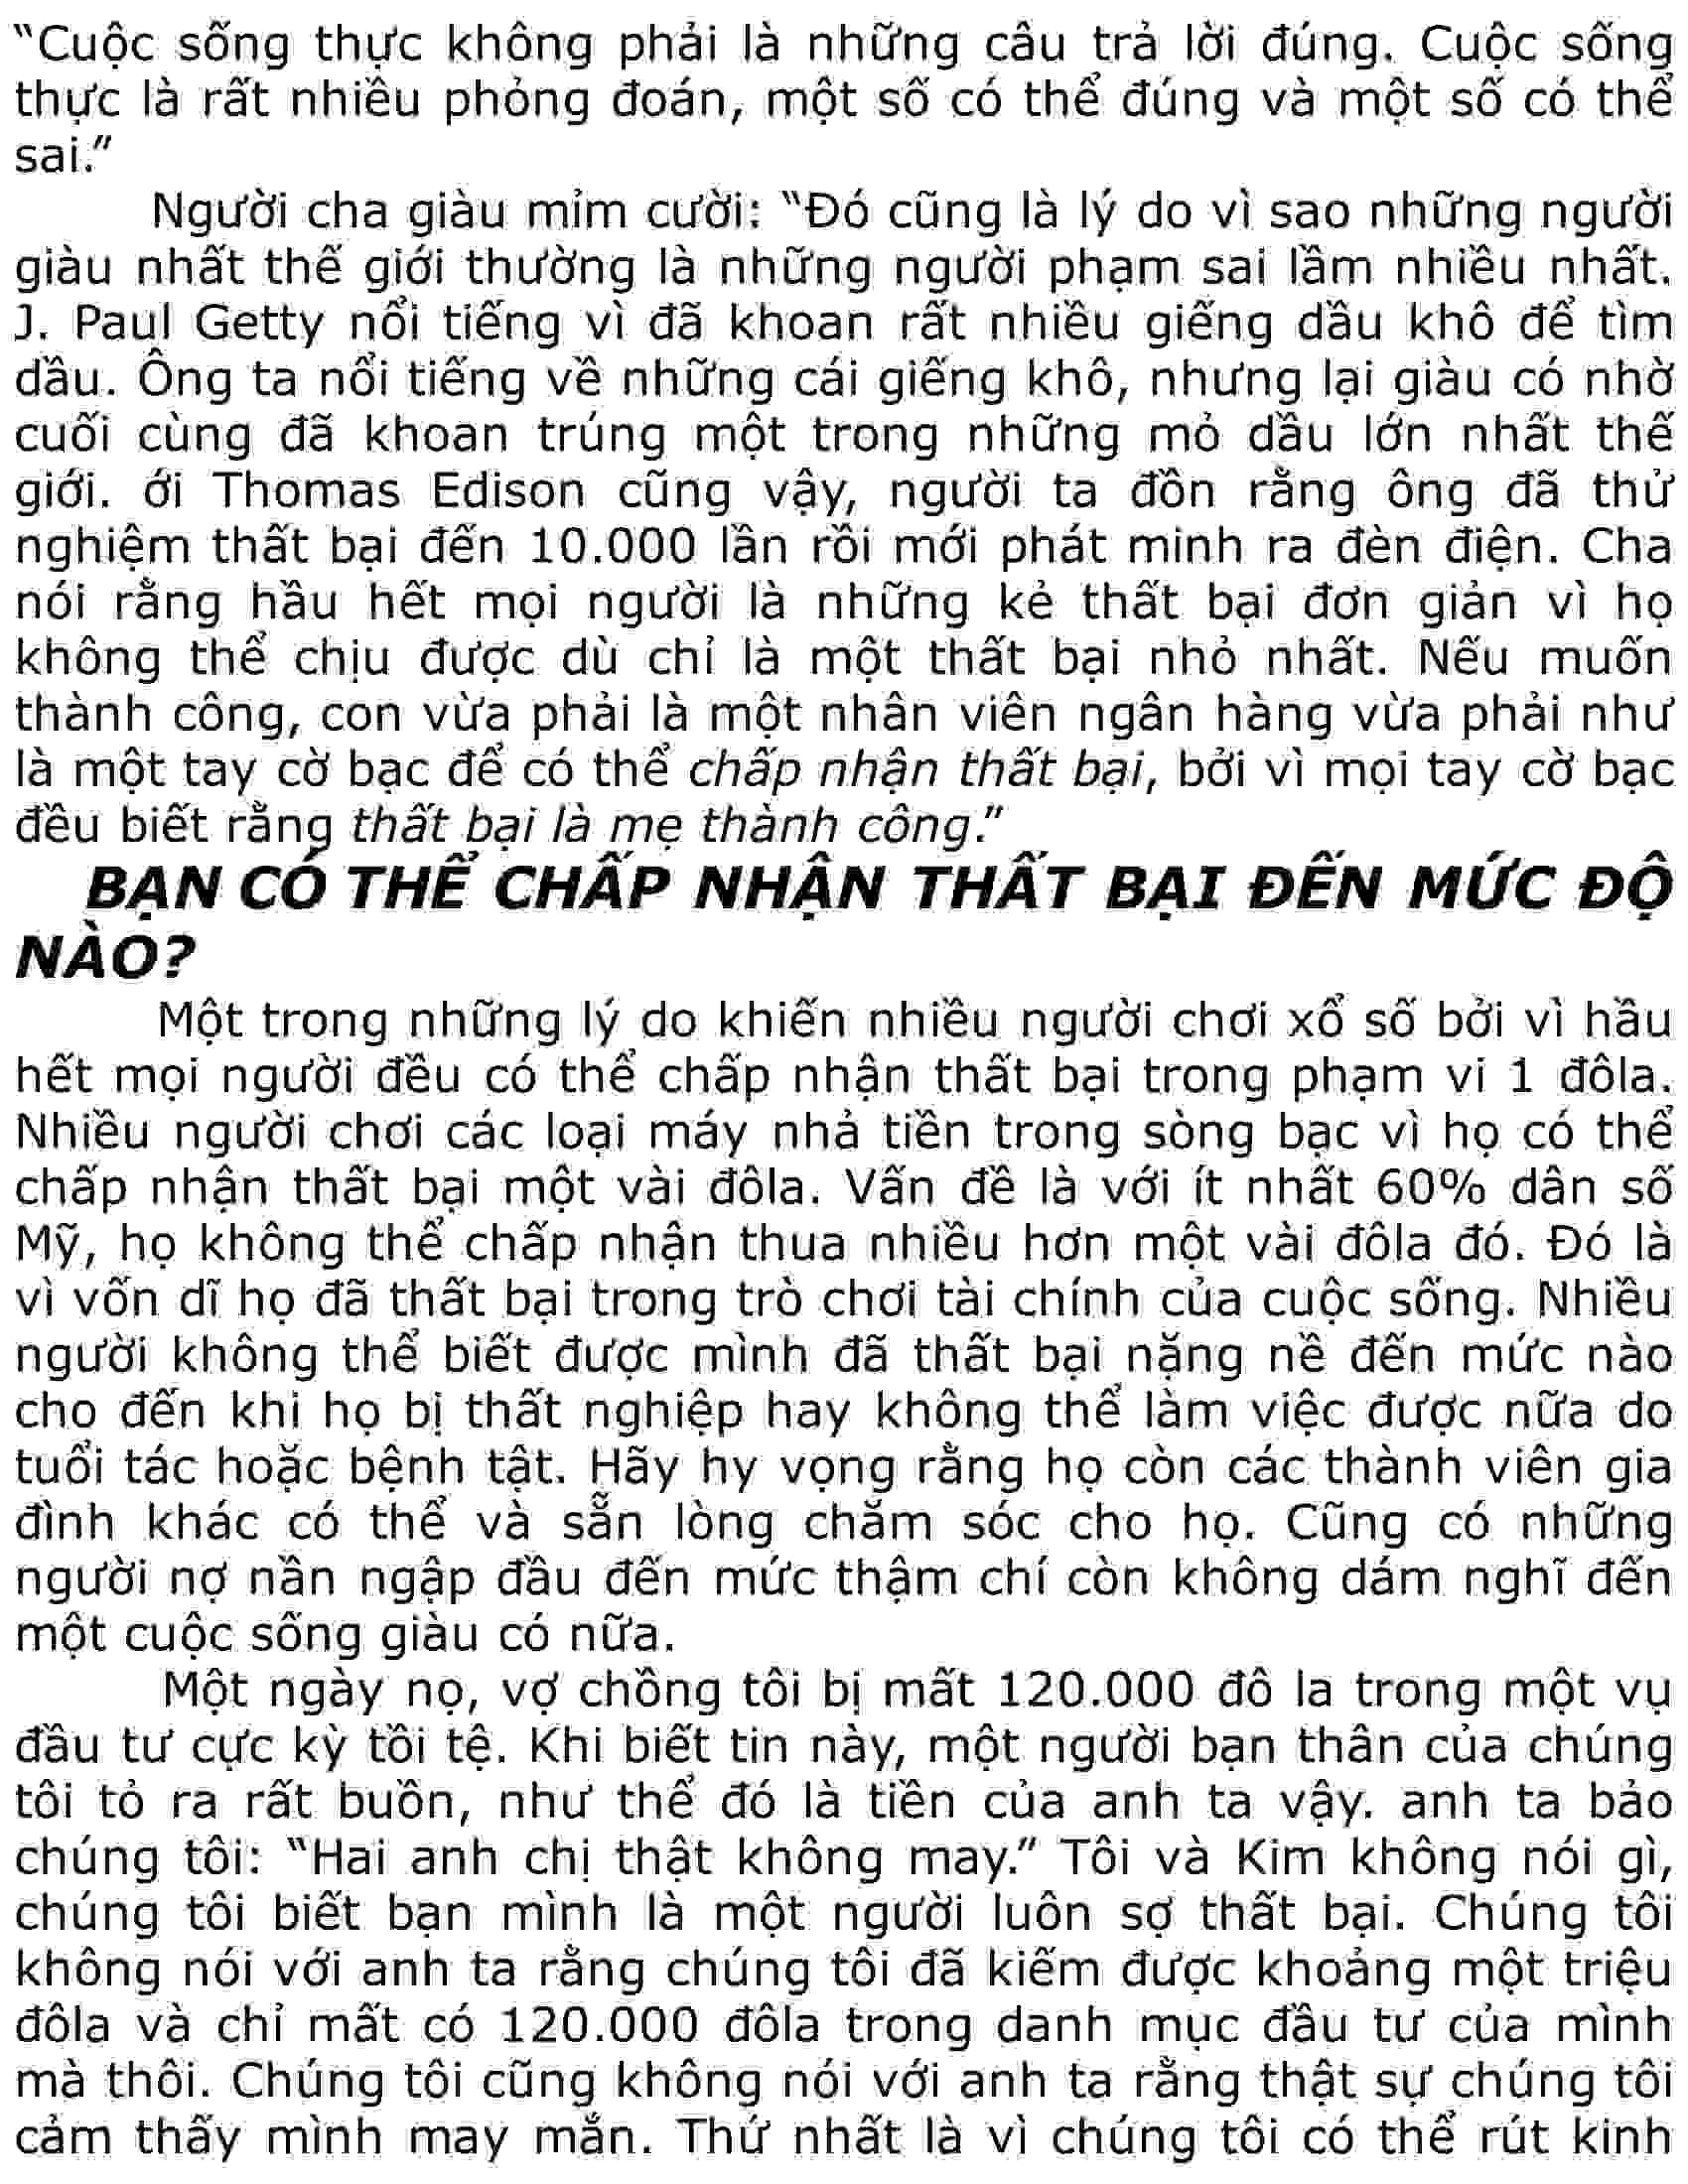 “Cuộc sống thực không phải là những câu trả lời đúng. Cuộc sống
thực là rất nhiều phỏng đoán, một số có thể đúng và một số có thể
sai.”
Người cha giàu mỉm cười: “Đó cũng là lý do vì sao những người
giàu nhất thế giới thường là những người phạm sai lầm nhiều nhất.
J. Paul Getty nổi tiếng vì đã khoan rất nhiều giếng dầu khô để tìm
dầu. Ông ta nổi tiếng về những cái giếng khô, nhưng lại giàu có nhờ
cuối cùng đã khoan trúng một trong những mỏ dầu lớn nhất thế
giới. ới Thomas Edison cũng vậy, người ta đồn rằng ông đã thử
nghiệm thất bại đến 10.000 lần rồi mới phát minh ra đèn điện. Cha
nói rằng hầu hết mọi người là những kẻ thất bại đơn giản vì họ
không thể chịu được dù chỉ là một thất bại nhỏ nhất. Nếu muốn
thành công, con vừa phải là một nhân viên ngân hàng vừa phải như
là một tay cờ bạc để có thể chấp nhận thất bại, bởi vì mọi tay cờ bạc
đều biết rằng thất bại là mẹ thành công.”
BẠN CÓ THỂ CHẤP NHẬN THẤT BẠI ĐẾN MỨC ĐỘ
NÀO?
Một trong những lý do khiến nhiều người chơi xổ số bởi vì hầu
hết mọi người đều có thể chấp nhận thất bại trong phạm vi 1 đôla.
Nhiều người chơi các loại máy nhả tiền trong sòng bạc vì họ có thể
chấp nhận thất bại một vài đôla. Vấn đề là với ít nhất 60% dân số
Mỹ, họ không thể chấp nhận thua nhiều hơn một vài đôla đó. Đó là
vì vốn dĩ họ đã thất bại trong trò chơi tài chính của cuộc sống. Nhiều
người không thể biết được mình đã thất bại nặng nề đến mức nào
cho đến khi họ bị thất nghiệp hay không thể làm việc được nữa do
tuổi tác hoặc bệnh tật. Hãy hy vọng rằng họ còn các thành viên gia
đình khác có thể và sẵn lòng chăm sóc cho họ. Cũng có những
người nợ nần ngập đầu đến mức thậm chí còn không dám nghĩ đến
một cuộc sống giàu có nữa.
Một ngày nọ, vợ chồng tôi bị mất 120.000 đô la trong một vụ
đầu tư cực kỳ tồi tệ. Khi biết tin này, một người bạn thân của chúng
tôi tỏ ra rất buồn, như thể đó là tiền của anh ta vậy. anh ta bảo
chúng tôi: “Hai anh chị thật không may.” Tôi và Kim không nói gì,
chúng tôi biết bạn mình là một người luôn sợ thất bại. Chúng tôi
không nói với anh ta rằng chúng tôi đã kiếm được khoảng một triệu
đôla và chỉ mất có 120.000 đôla trong danh mục đầu tư của mình
mà thôi. Chúng tôi cũng không nói với anh ta rằng thật sự chúng tôi
cảm thấy mình may mắn. Thứ nhất là vì chúng tôi có thể rút kinh